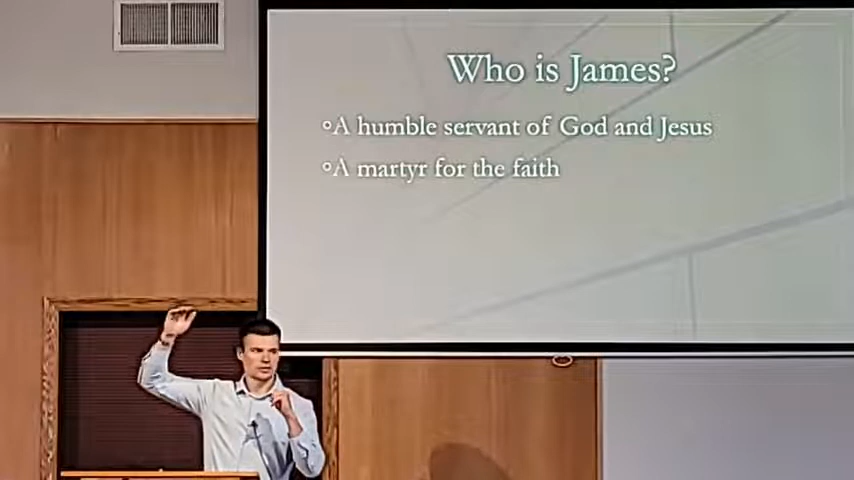 Who is James?
A humble servant of God and Jesus
A martyr for the faith